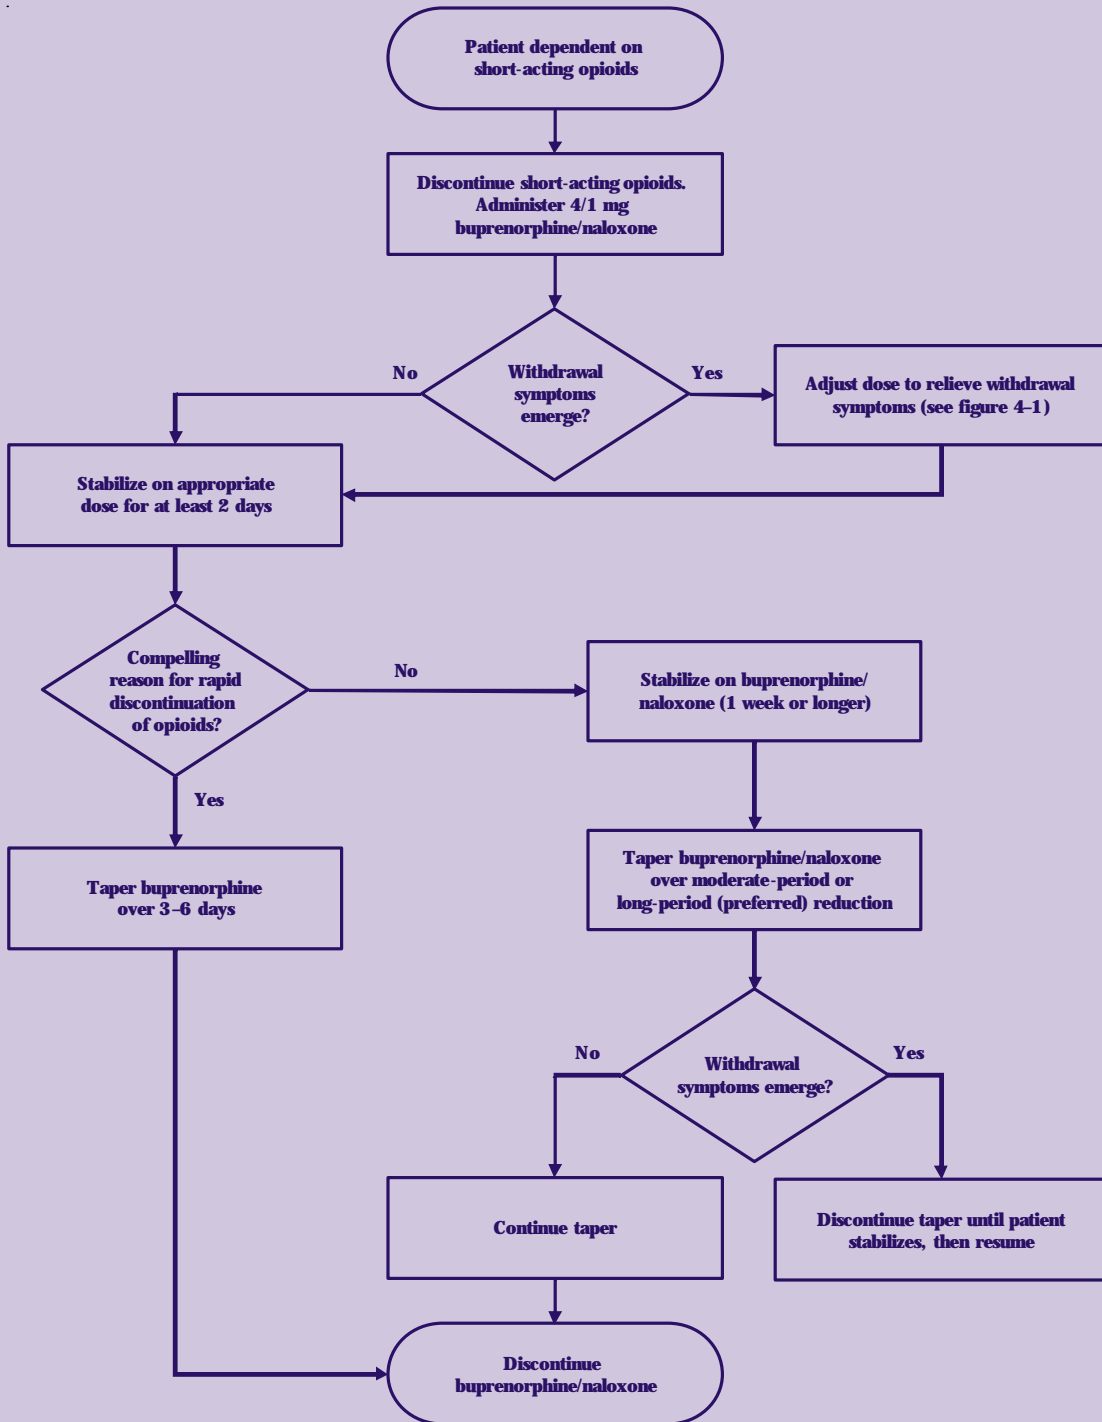 Patient dependent on
short-acting opioids
Discontinue short-acting opioids.
Administer 4/1 mg
buprenorphine/naloxone
No
Withdrawal
symptoms
emerge?
Yes
Adjust dose to relieve withdrawal
symptoms (see figure 4–1)
Stabilize on appropriate
dose for at least 2 days
Compelling
reason for rapid
discontinuation
of opioids?
No
Stabilize on buprenorphine/
naloxone (1 week or longer)
Yes
Taper buprenorphine
over 3–6 days
Taper buprenorphine/naloxone
over moderate-period or
long-period (preferred) reduction
No
Withdrawal
symptoms emerge?
Yes
Continue taper
Discontinue taper until patient
stabilizes, then resume
Discontinue
buprenorphine/naloxone